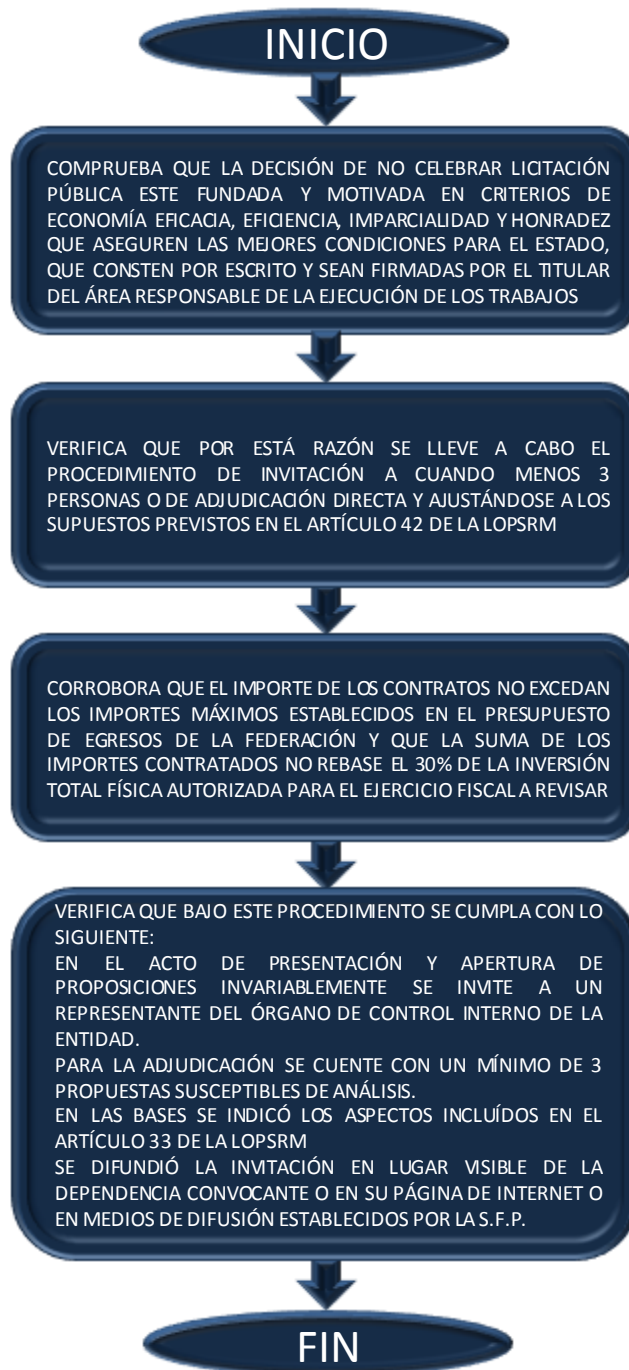 INICIO
COMPRUEBA QUE LA DECISIÓN DE NO CELEBRAR LICITACIÓN
PÚBLICA ESTE FUNDADA Y MOTIVADA EN CRITERIOS DE
ECONOMÍA EFICACIA, EFICIENCIA, IMPARCIALIDAD Y HONRADEZ
QUE ASEGUREN LAS MEJORES CONDICIONES PARA EL ESTADO,
QUE CONSTEN POR ESCRITO Y SEAN FIRMADAS POR EL TITULAR
DEL ÁREA RESPONSABLE DE LA EJECUCIÓN DE LOS TRABAJOS
VERIFICA QUE POR ESTÁ RAZÓN SE LLEVE A CABO EL
PROCEDIMIENTO DE INVITACIÓN A CUANDO MENOS 3
PERSONAS O DE ADJUDICACIÓN DIRECTA Y AJUSTÁNDOSE A LOS
SUPUESTOS PREVISTOS EN EL ARTÍCULO 42 DE LA LOPSRM
CORROBORA QUE EL IMPORTE DE LOS CONTRATOS NO EXCEDAN
LOS IMPORTES MÁXIMOS ESTABLECIDOS EN EL PRESUPUESTO
DE EGRESOS DE LA FEDERACIÓN Y QUE LA SUMA DE LOS
IMPORTES CONTRATADOS NO REBASE EL 30% DE LA INVERSIÓN
TOTAL FÍSICA AUTORIZADA PARA EL EJERCICIO FISCAL A REVISAR
VERIFICA QUE BAJO ESTE PROCEDIMIENTO SE CUMPLA CON LO
SIGUIENTE:
EN EL ACTO DE PRESENTACIÓN Y APERTURA DE
PROPOSICIONES INVARIABLEMENTE SE INVITE A UN
REPRESENTANTE DEL ÓRGANO DE CONTROL INTERNO DE LA
ENTIDAD.
PARA LA ADJUDICACIÓN SE CUENTE CON UN MÍNIMO DE 3
PROPUESTAS SUSCEPTIBLES DE ANÁLISIS.
EN LAS BASES SE INDICÓ LOS ASPECTOS INCLUÍDOS EN EL
ARTÍCULO 33 DE LA LOPSRM
SE DIFUNDIÓ LA INVITACIÓN EN LUGAR VISIBLE DE LA
DEPENDENCIA CONVOCANTE O EN SU PÁGINA DE INTERNET O
EN MEDIOS DE DIFUSIÓN ESTABLECIDOS POR LA S.F.P.
FIN